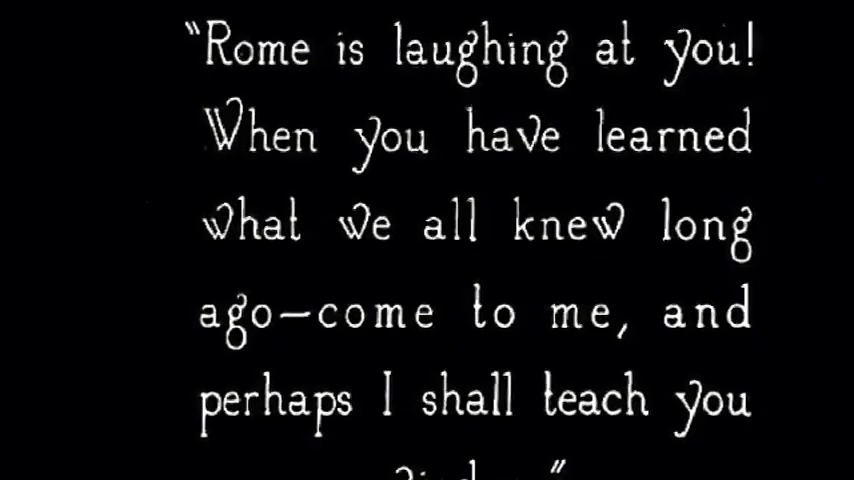 "Rome is laughing at you!
When you have learned
what we all knew long
ago—come to me, and
perhaps I shall teach you
"